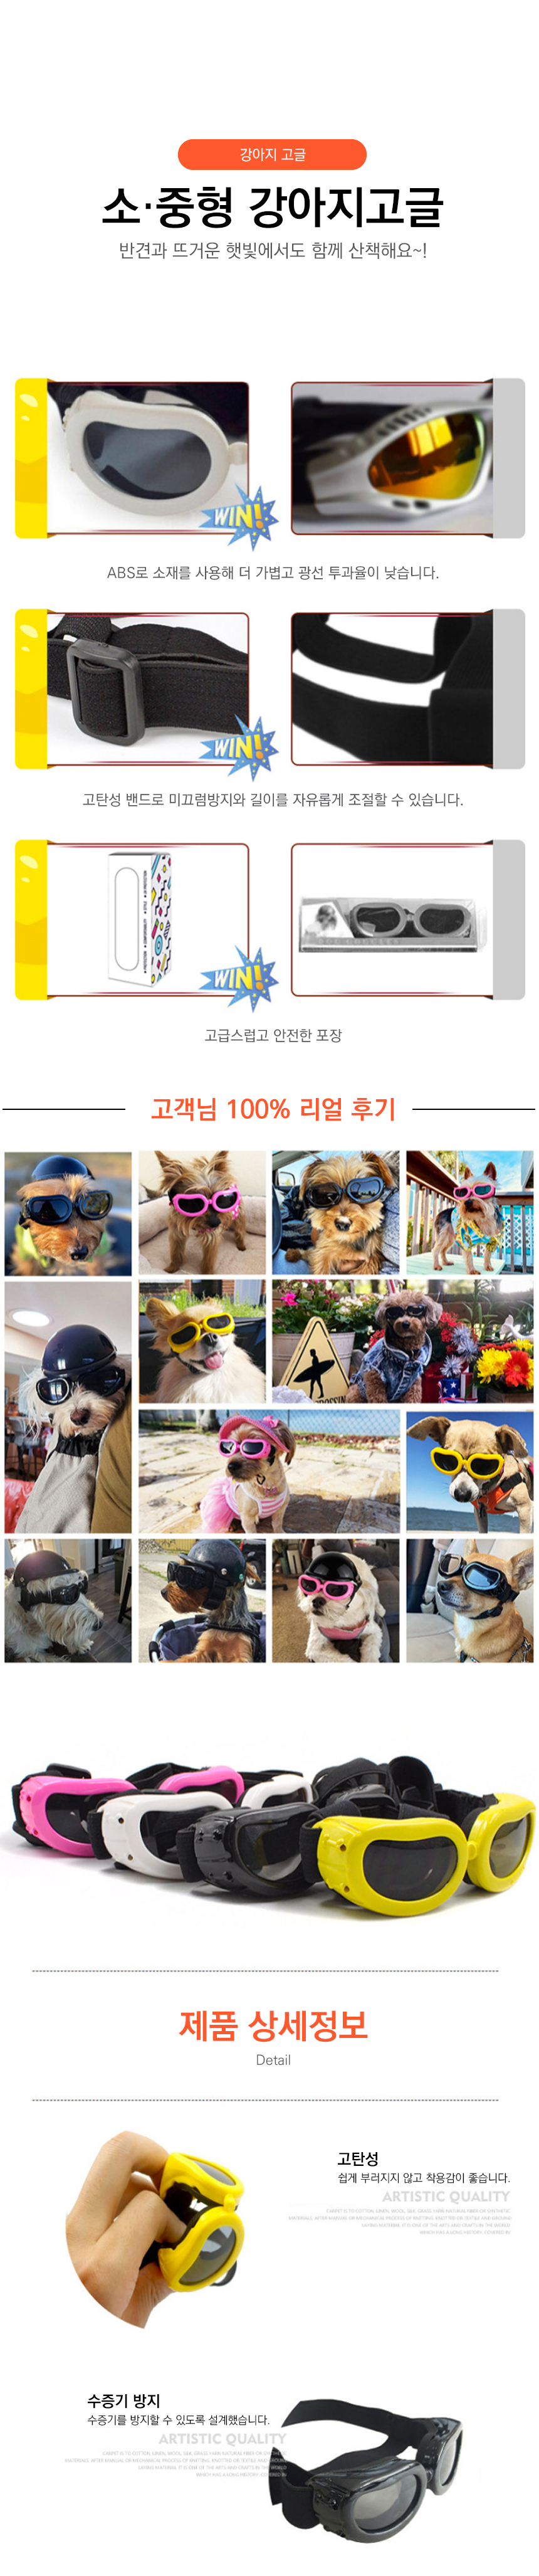 강아지 고글
소·중형 강아지고글
반견과 뜨거운 햇빛에서도 함께 산책해요~!
WIN!
ABS로 소재를 사용해 더 가볍고 광선 투과율이 낮습니다.
WIN!
고탄성 밴드로 미끄럼방지와 길이를 자유롭게 조절할 수 있습니다.
WIN!
고급스럽고 안전한 포장
고객님 100% 리얼 후기
제품 상세정보
Detail
고탄성
쉽게 부러지지 않고 착용감이 좋습니다.
ARTISTIC QUALITY
수증기 방지
수증기를 방지할 수 있도록 설계했습니다.
ARTISTIC QUALITY